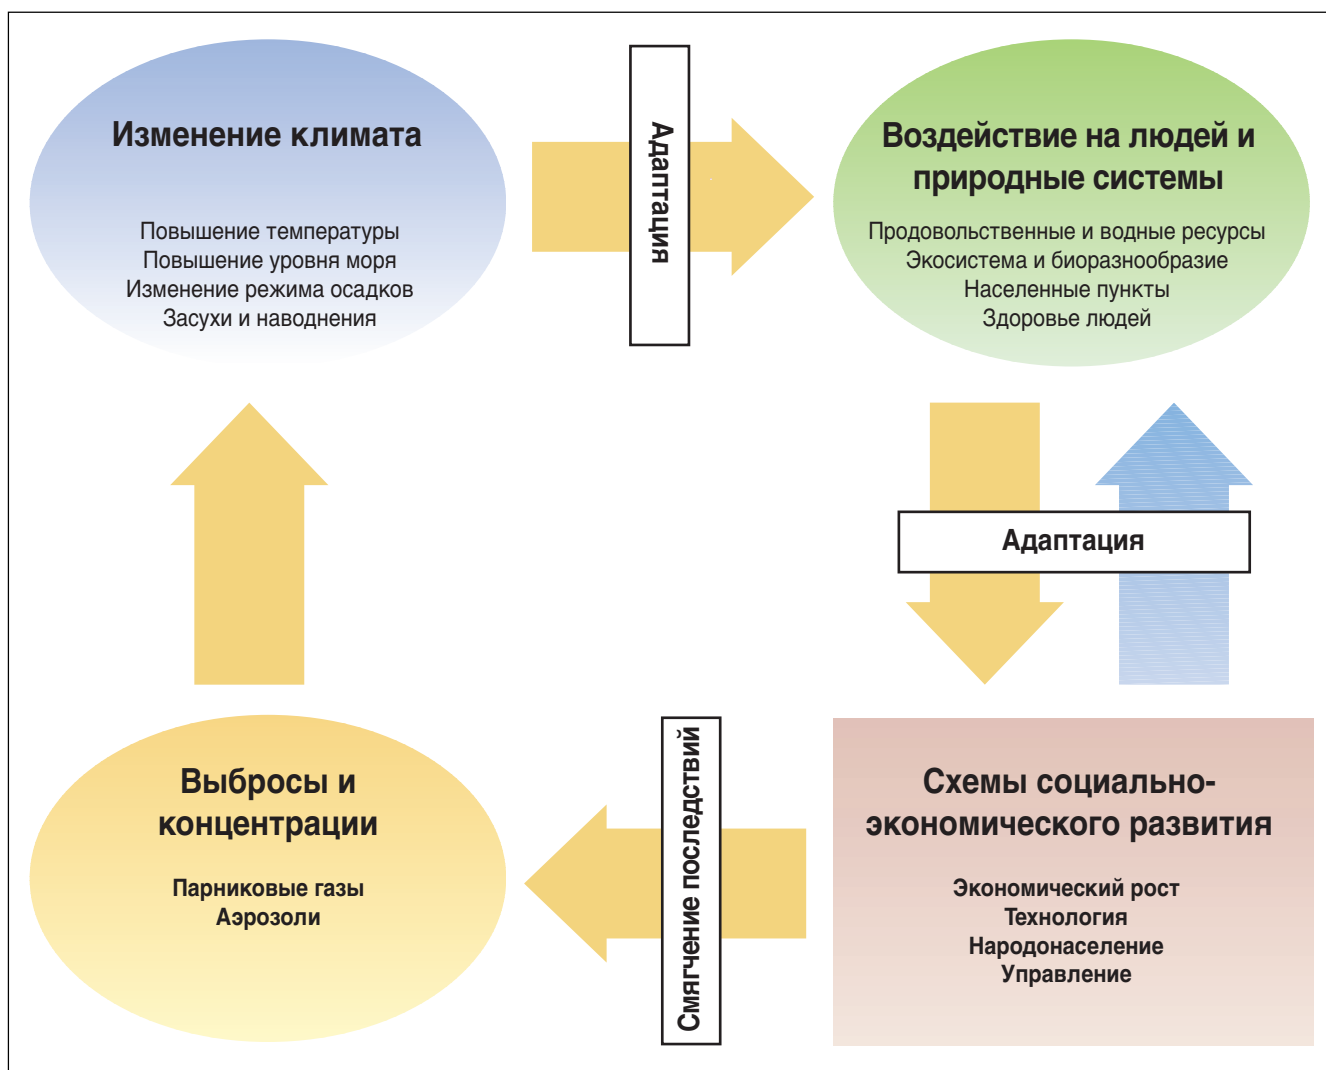 Изменение климата
Повышение температуры
Повышение уровня моря
Изменение режима осадков
Засухи и наводнения
Адаптация
Воздействие на людей и
природные системы
Продовольственные и водные ресурсы
Экосистема и биоразнообразие
Населенные пункты
Здоровье людей
Адаптация
Выбросы и
концентрации
Парниковые газы
Аэрозоли
Смягчение последствий
Схемы социально-
экономического развития
Экономический рост
Технология
Народонаселение
Управление